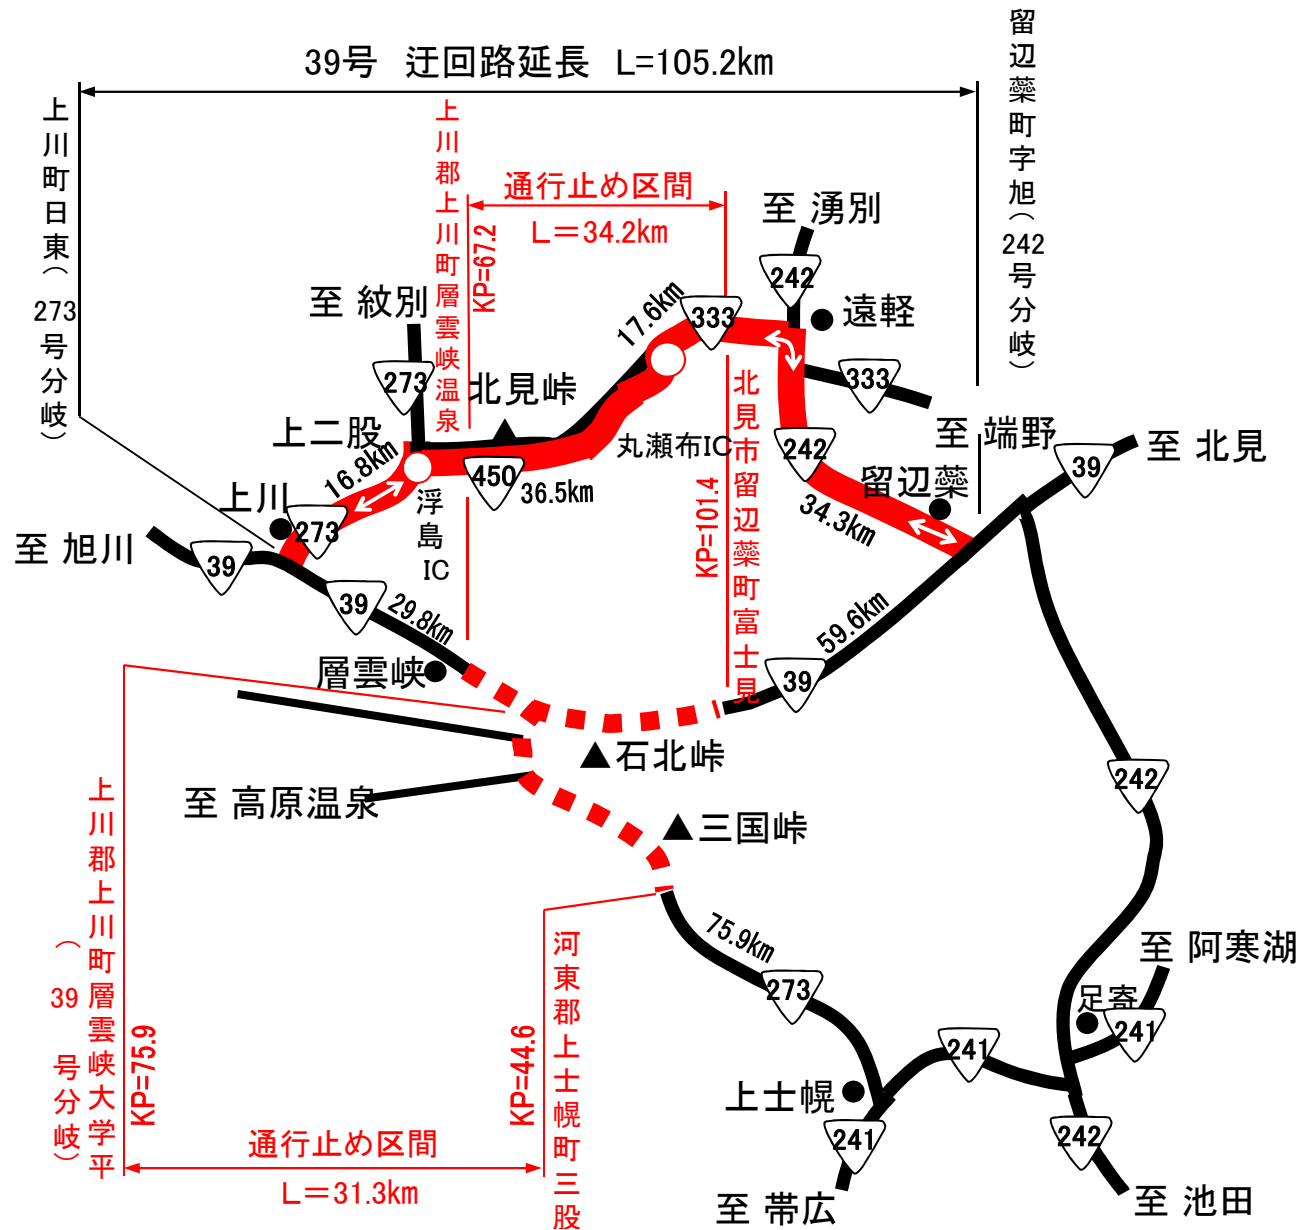 39号 迂回路延長 L=105.2km
留辺蘂町字旭(242号分岐)
上川町日東(273号分岐)
上川郡上川町層雲峡温泉
KP=67.2
通行止め区間
L=34.2km
至 湧別
242
遠軽
至 紋別
273
17.6km
333
333
北見峠
上二股
丸瀬布IC
至 端野
至 北見
39
16.8km
450
36.5km
242
留辺蘂
34.3km
上川
273
浮島IC
至 旭川
39
39
29.8km
KP=101.4
北見市留辺蘂町富士見
59.6km
39
層雲峡
石北峠
至 高原温泉
三国峠
242
上川郡上川町層雲峡大学平
(39号分岐)
KP=75.9
通行止め区間
L=31.3km
KP=44.6
河東郡上士幌町三股
75.9km
273
至 阿寒湖
足寄
241
241
上士幌
241
242
至 帯広
至 池田